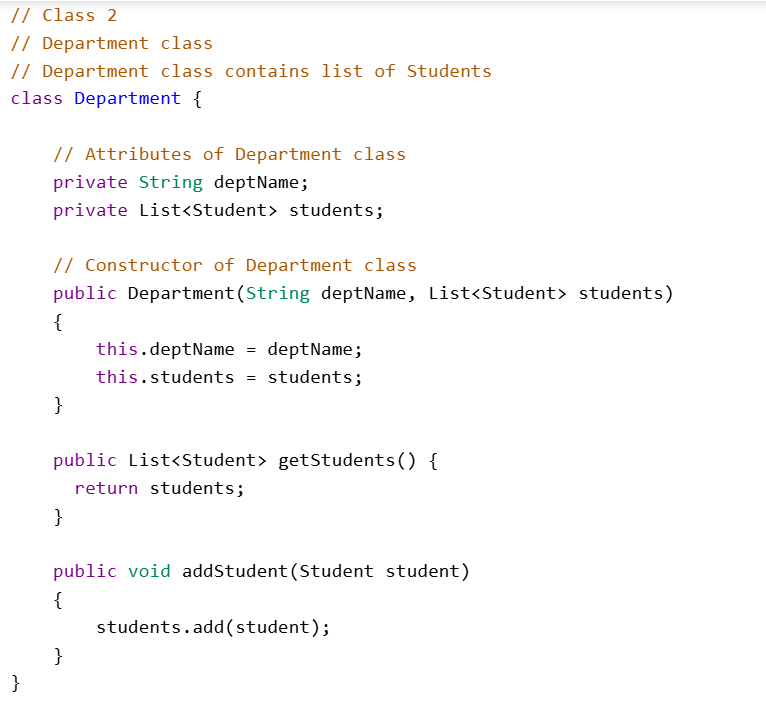 // Class 2
// Department class
// Department class contains list of Students
class Department {
    // Attributes of Department class
    private String deptName;
    private List<Student> students;
    // Constructor of Department class
    public Department(String deptName, List<Student> students)
    {
        this.deptName = deptName;
        this.students = students;
    }
    public List<Student> getStudents() {
      return students;
    }
    public void addStudent(Student student)
    {
        students.add(student);
    }
}